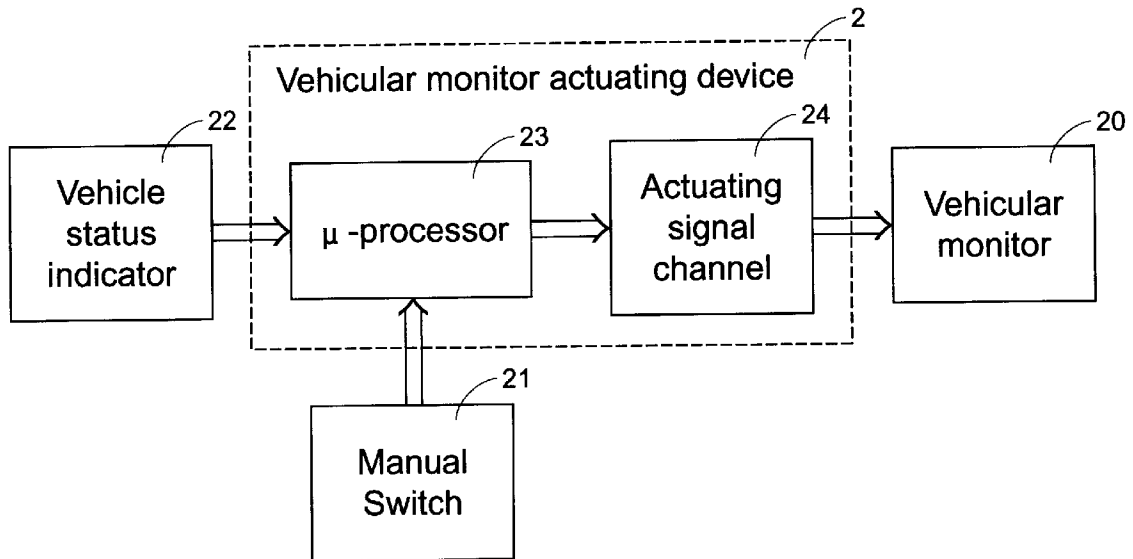 2
Vehicular monitor actuating device
22
23
24
20
Vehicle
status
indicator
μ -processor
Actuating
signal
channel
Vehicular
monitor
21
Manual
Switch